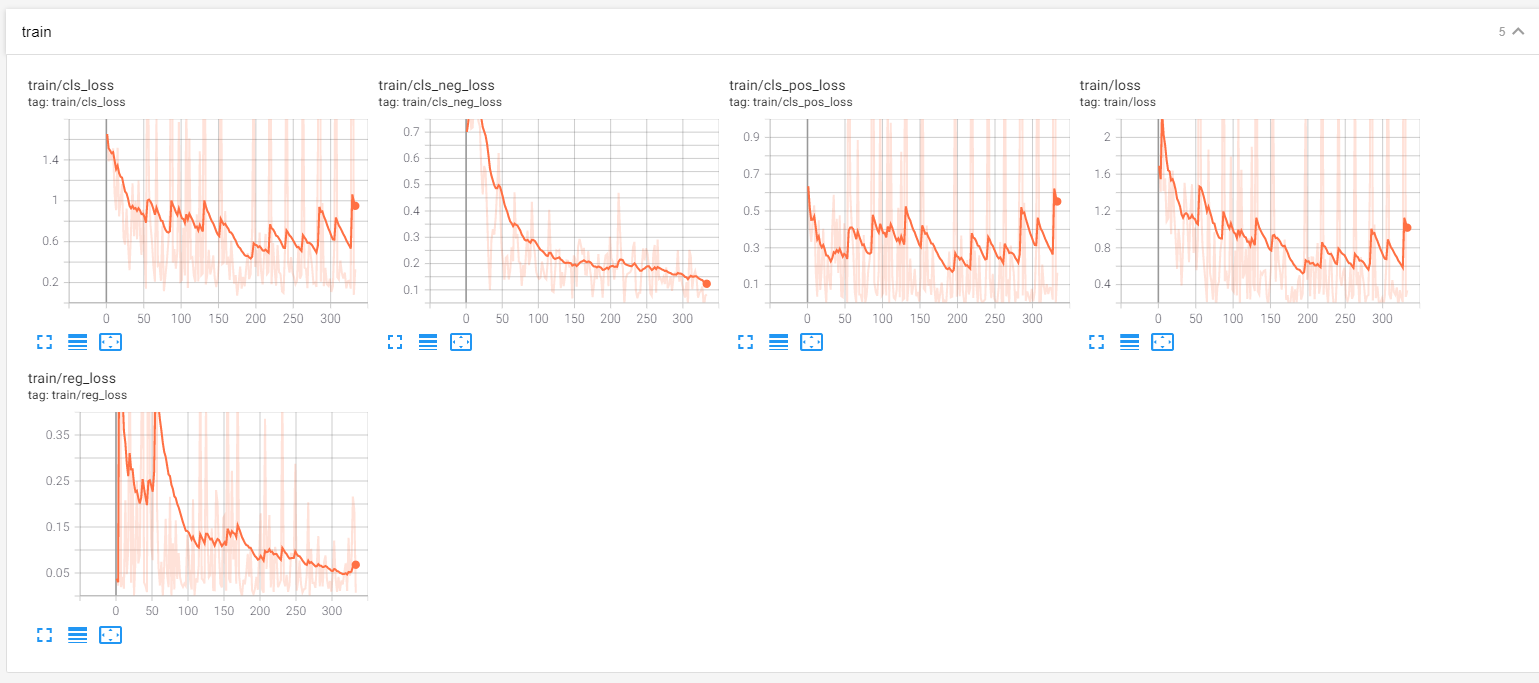 train 5
train/cls_loss
tag: train/cls_loss
1.4
1
0.6
0.2
0 50 100 150 200 250 300
train/cls_neg_loss
tag: train/cls_neg_loss
0.7
0.6
0.5
0.4
0.3
0.2
0.1
0 50 100 150 200 250 300
train/cls_pos_loss
tag: train/cls_pos_loss
0.9
0.7
0.5
0.3
0.1
0 50 100 150 200 250 300
train/loss
tag: train/loss
2
1.6
1.2
0.8
0.4
0 50 100 150 200 250 300
train/reg_loss
tag: train/reg_loss
0.35
0.25
0.15
0.05
0 50 100 150 200 250 300